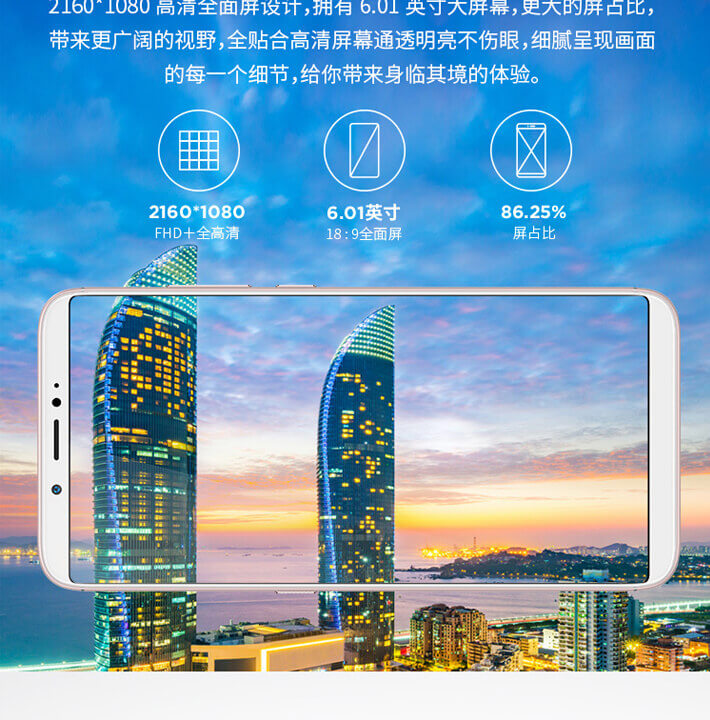 2160*1080 高清全面屏设计，拥有 6.01 英寸大屏幕，更大的屏占比，
带来更广阔的视野，全贴合高清屏幕通透明亮不伤眼，细腻呈现画面
的每一个细节，给你带来身临其境的体验。
2160*1080
FHD＋全高清
6.01英寸
18:9全面屏
86.25%
屏占比